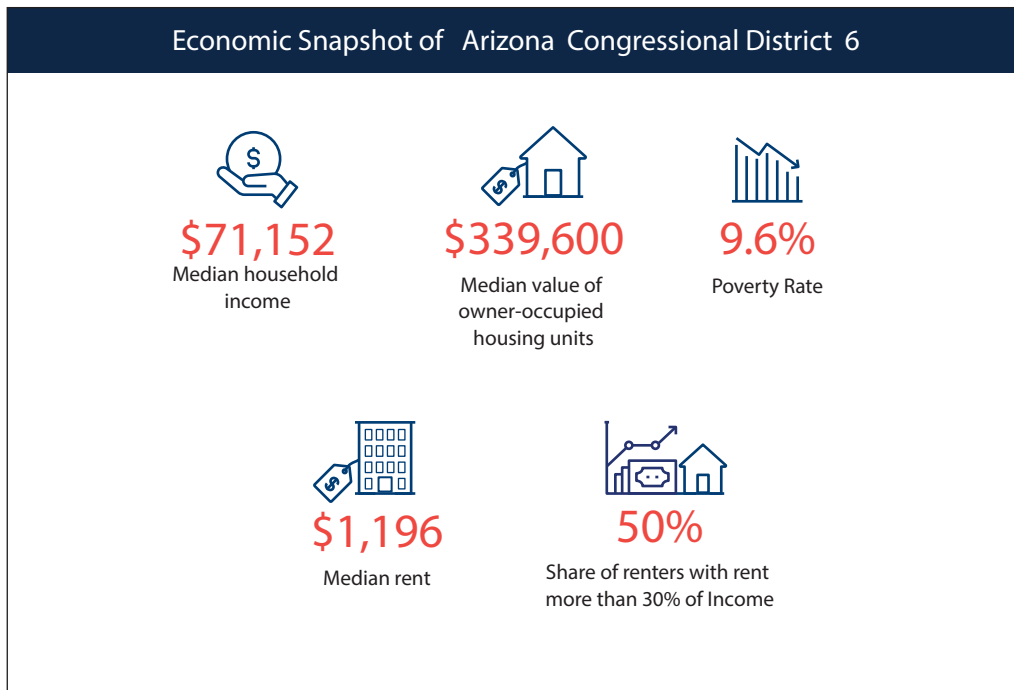 Economic Snapshot of Arizona Congressional District 6
$
$
$71,152
Median household
income
$339,600
Median value of
owner-occupied
housing units
9.6%
Poverty Rate
$
$1,196
Median rent
50%
Share of renters with rent
more than 30% of Income